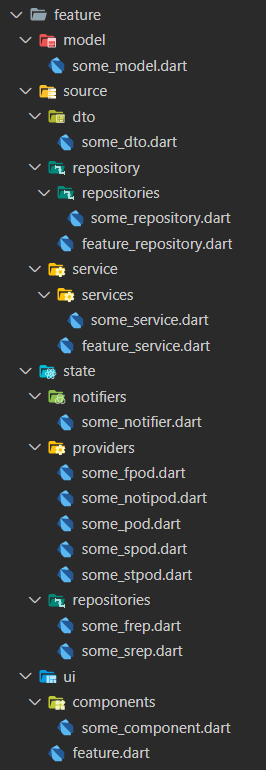 feature
model
some_model.dart
source
dto
some_dto.dart
repository
repositories
some_repository.dart
feature_repository.dart
service
services
some_service.dart
feature_service.dart
state
notifiers
some_notifier.dart
providers
some_fpod.dart
some_notipod.dart
some_pod.dart
some_spod.dart
some_stpod.dart
repositories
some_frep.dart
some_srep.dart
ui
components
some_component.dart
feature.dart